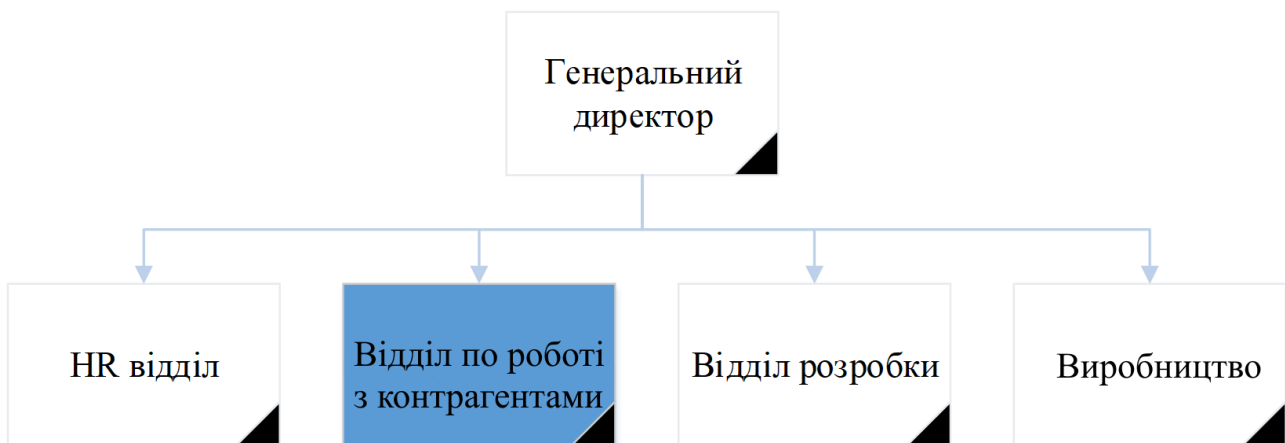 Генеральний
директор
HR відділ
Відділ по роботі
з контрагентами
Відділ розробки
Виробництво